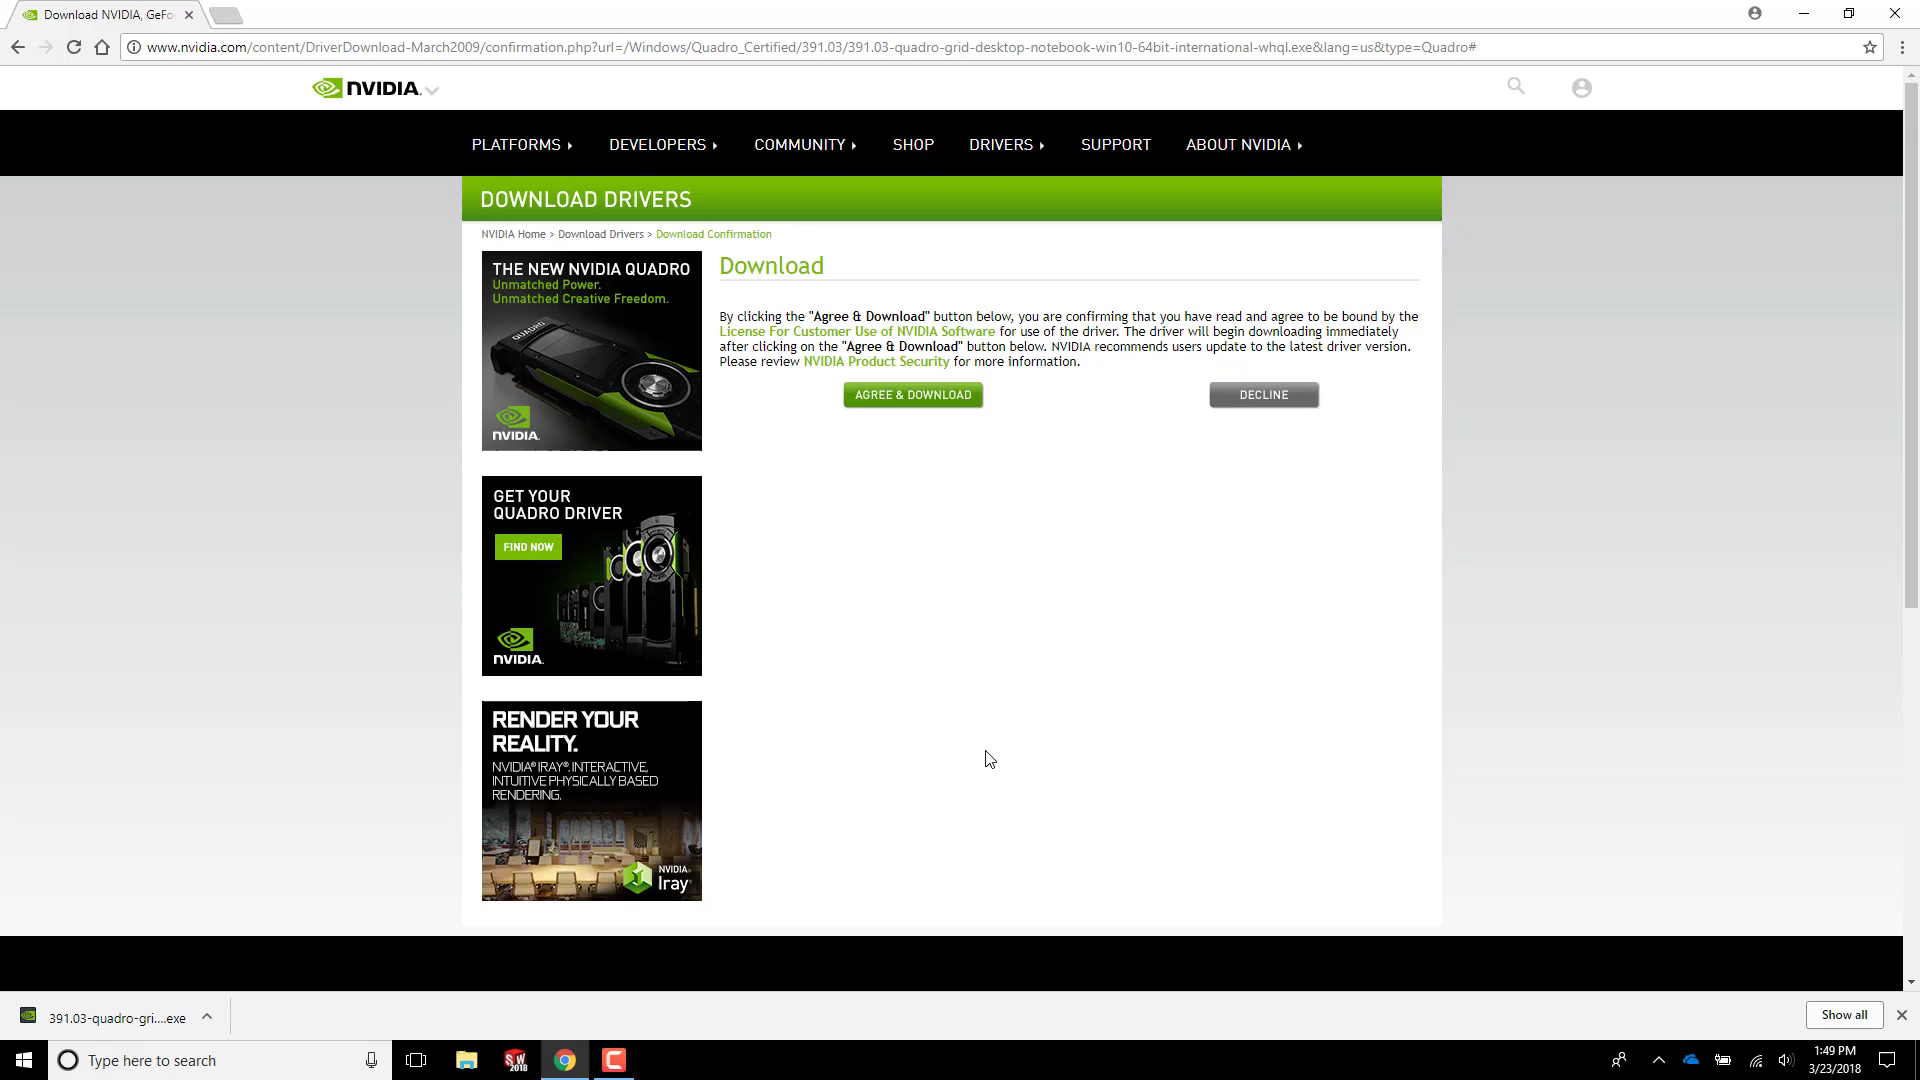 Download NVIDIA, GeFo
www.nvidia.com/content/DriverDownload-March2009/confirmation.php?url=/Windows/Quadro_Certified/391.03/391.03-quadro-grid-desktop-notebook-win10-64bit-international-whql.exe&lang=us&type=Quadro#
NVIDIA.
PLATFORMS DEVELOPERS COMMUNITY SHOP DRIVERS SUPPORT ABOUT NVIDIA
DOWNLOAD DRIVERS
NVIDIA Home > Download Drivers > Download Confirmation
THE NEW NVIDIA QUADRO
Unmatched Power.
Unmatched Creative Freedom.
QUADRO
NVIDIA.
Download
By clicking the "Agree & Download" button below, you are confirming that you have read and agree to be bound by the
License For Customer Use of NVIDIA Software for use of the driver. The driver will begin downloading immediately
after clicking on the "Agree & Download" button below. NVIDIA recommends users update to the latest driver version.
Please review NVIDIA Product Security for more information.
AGREE & DOWNLOAD DECLINE
GET YOUR
QUADRO DRIVER
FIND NOW
NVIDIA.
RENDER YOUR
REALITY.
NVIDIA® IRAY®. INTERACTIVE,
INTUITIVE PHYSICALLY BASED
RENDERING.
NVIDIA®
Iray®
391.03-quadro-gri....exe
Show all
Type here to search
SW
2018
1:49 PM
3/23/2018